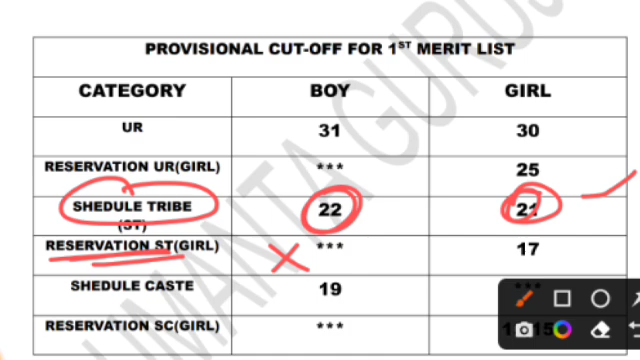 PROVISIONAL CUT-OFF FOR 1ST MERIT LIST
CATEGORY BOY GIRL
UR 31 30
RESERVATION UR(GIRL) *** 25
SHEDULE TRIBE 22 21
(ST)
RESERVATION ST(GIRL) *** 17
SHEDULE CASTE 19
RESERVATION SC(GIRL) ***